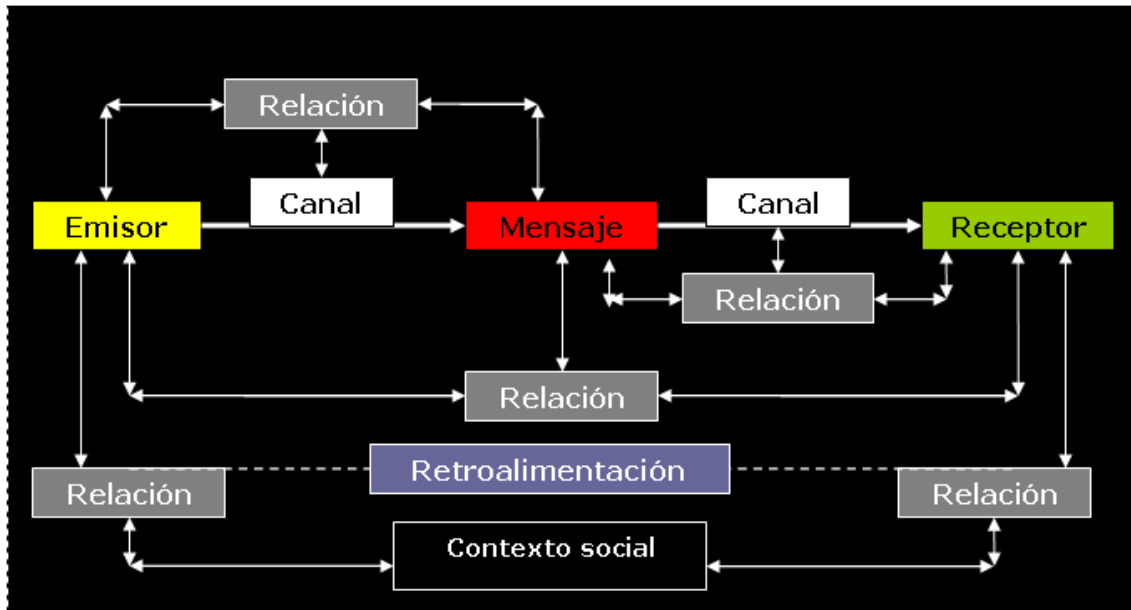 Relación
Canal
Canal
Emisor
Mensaje
Receptor
Relación
Relación
Retroalimentación
Relación
Relación
Contexto social